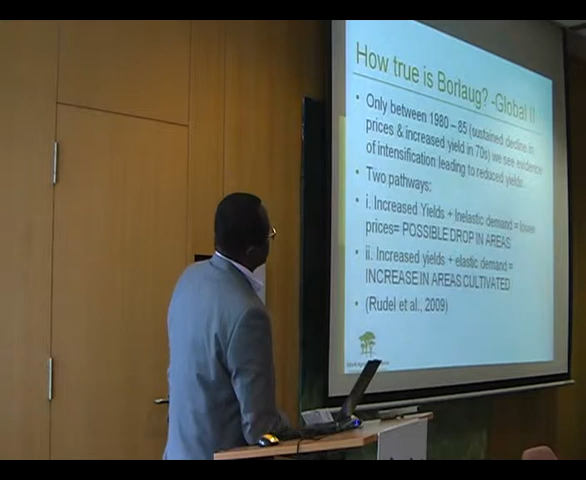 How true is Borlaug? -Global II
• Only between 1980 – 85 (sustained decline in
prices & increased yield in 70s) we see evidence
of intensification leading to reduced yields.
• Two pathways:
• i. Increased Yields + Inelastic demand = lower
prices= POSSIBLE DROP IN AREAS
• ii. Increased yields + elastic demand =
INCREASE IN AREAS CULTIVATED
• (Rudel et al., 2009)